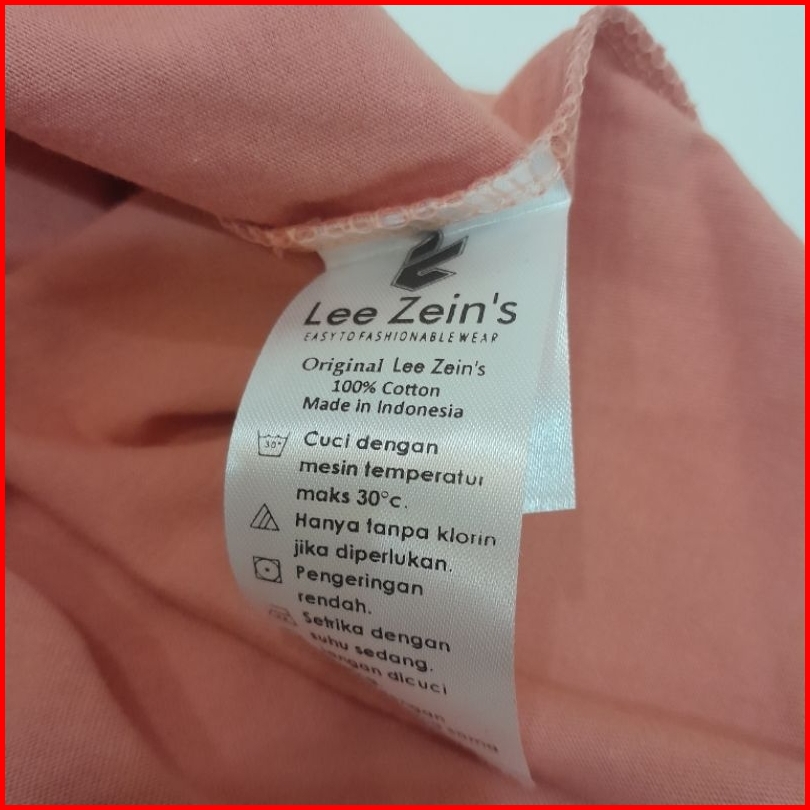 Lee Zein's
EASY TO FASHIONABLE WEAR
Original Lee Zein's
100% Cotton
Made in Indonesia
30°
Cuci dengan
mesin temperatur
maks 30°c.
Hanya tanpa klorin
jika diperlukan.
Pengeringan
rendah.
Setrika dengan
suhu sedang.
dicuci